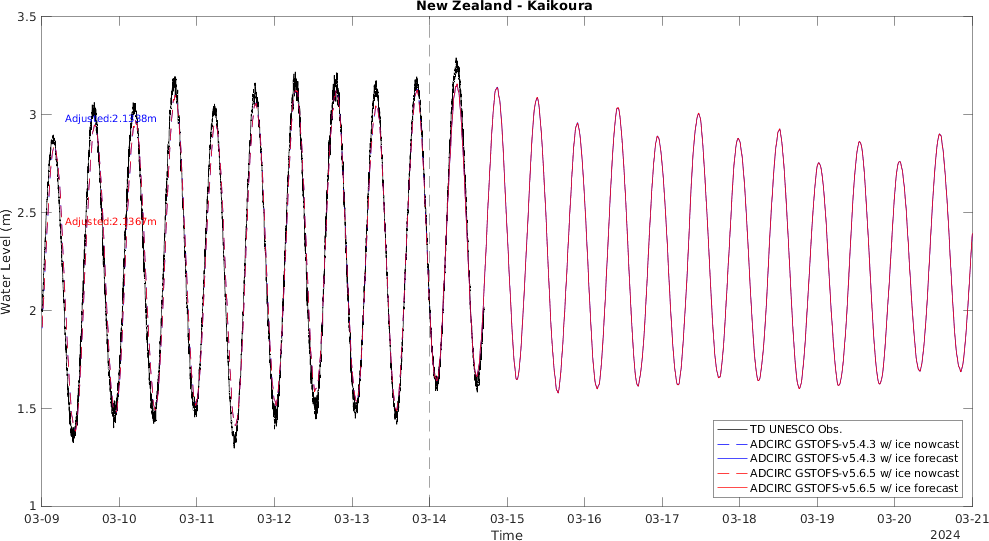 New Zealand - Kaikoura
3.5
3
2.5
2
1.5
1
Water Level (m)
Adjusted:2.1338m
Adjusted:2.1367m
TD UNESCO Obs.
ADCIRC GSTOFS-v5.4.3 w/ ice nowcast
ADCIRC GSTOFS-v5.4.3 w/ ice forecast
ADCIRC GSTOFS-v5.6.5 w/ ice nowcast
ADCIRC GSTOFS-v5.6.5 w/ ice forecast
03-09 03-10 03-11 03-12 03-13 03-14 03-15 03-16 03-17 03-18 03-19 03-20 03-21
Time
2024